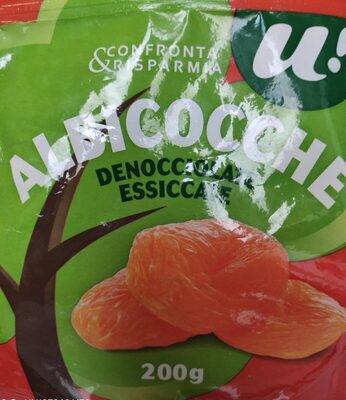 CONFRONTA
&RISPARMIA
u!
ALBICOCCHE
DENOCCIOLATE
ESSICCATE
200g